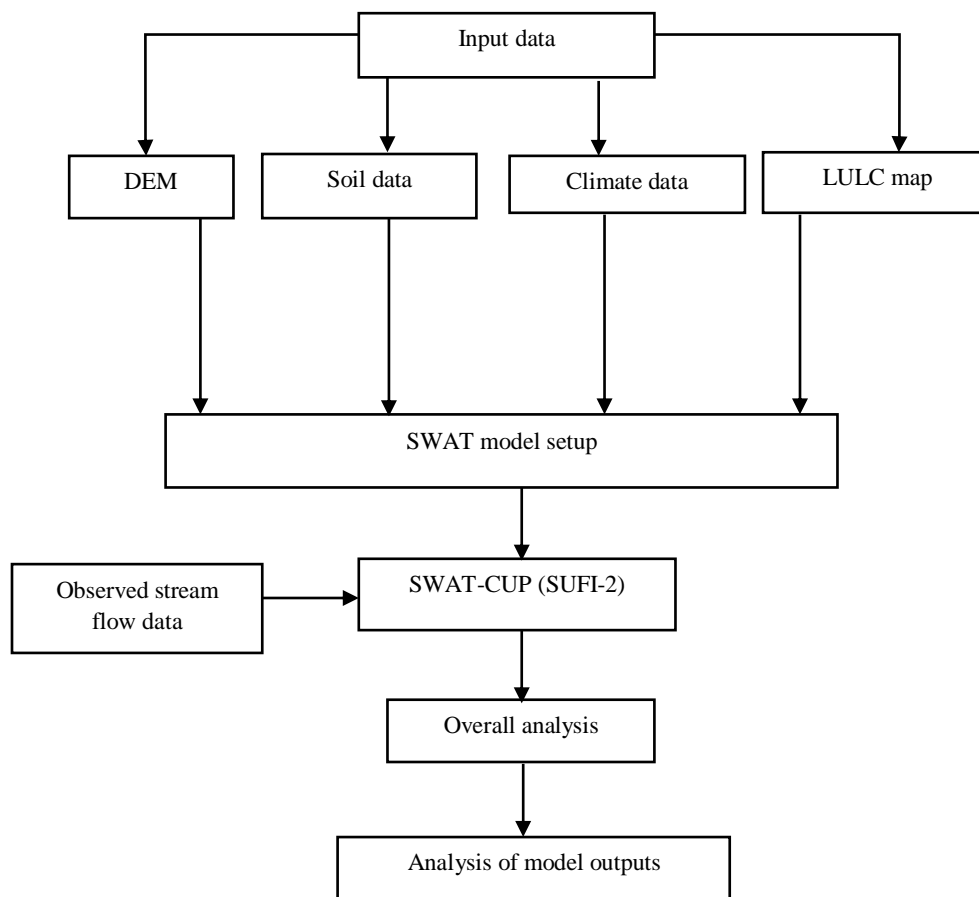 Input data
DEM
Soil data
Climate data
LULC map
SWAT model setup
SWAT-CUP (SUFI-2)
Observed stream
flow data
Overall analysis
Analysis of model outputs